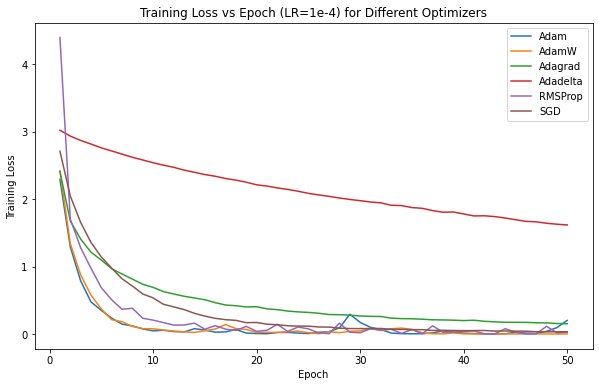 Training Loss vs Epoch (LR=1e-4) for Different Optimizers
Adam
AdamW
Adagrad
Adadelta
RMSProp
SGD
Training Loss
4
3
2
1
0
0
10
20
30
40
50
Epoch